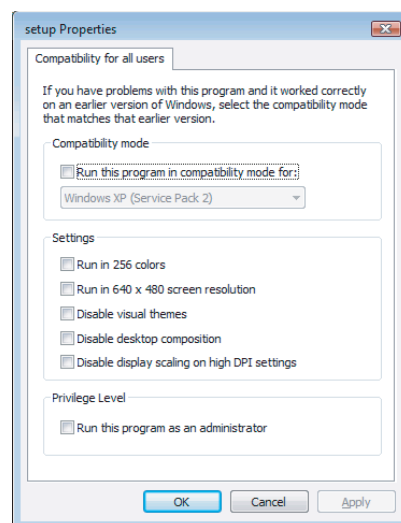 setup Properties
Compatibility for all users
If you have problems with this program and it worked correctly
on an earlier version of Windows, select the compatibility mode
that matches that earlier version.
Compatibility mode
Run this program in compatibility mode for:
Windows XP (Service Pack 2)
Settings
Run in 256 colors
Run in 640 x 480 screen resolution
Disable visual themes
Disable desktop composition
Disable display scaling on high DPI settings
Privilege Level
Run this program as an administrator
OK Cancel Apply